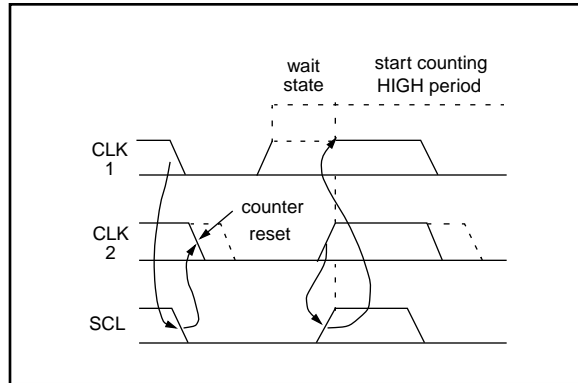 wait
state
start counting
HIGH period
CLK
1
counter
reset
CLK
2
SCL